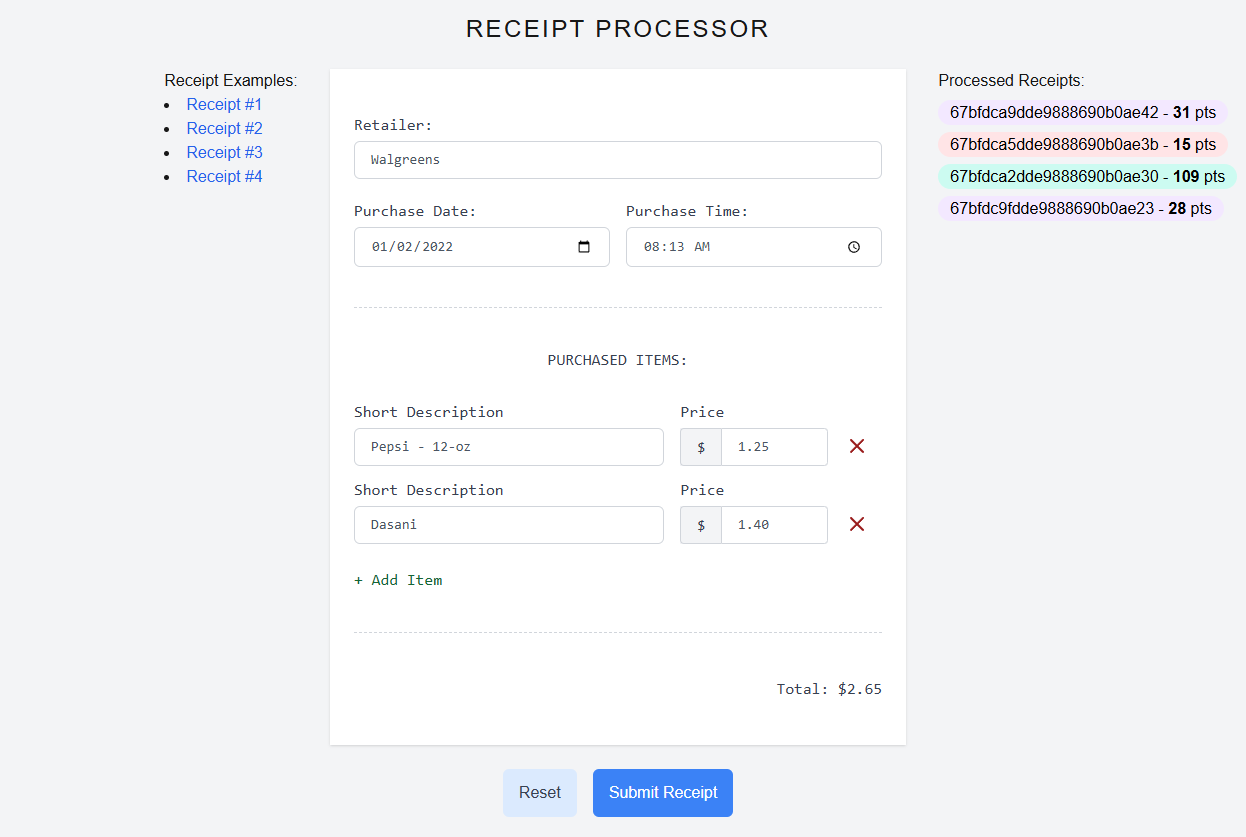 RECEIPT PROCESSOR
Receipt Examples:
Receipt #1
Receipt #2
Receipt #3
Receipt #4
Retailer:
Walgreens
Purchase Date: Purchase Time:
01/02/2022 08:13 AM
PURCHASED ITEMS:
Short Description Price
Pepsi - 12-oz $ 1.25
Short Description Price
Dasani $ 1.40
+ Add Item
Total: $2.65
Reset Submit Receipt
Processed Receipts:
67bfdca9dde9888690b0ae42 - 31 pts
67bfdca5dde9888690b0ae3b - 15 pts
67bfdca2dde9888690b0ae30 - 109 pts
67bfdc9fdde9888690b0ae23 - 28 pts